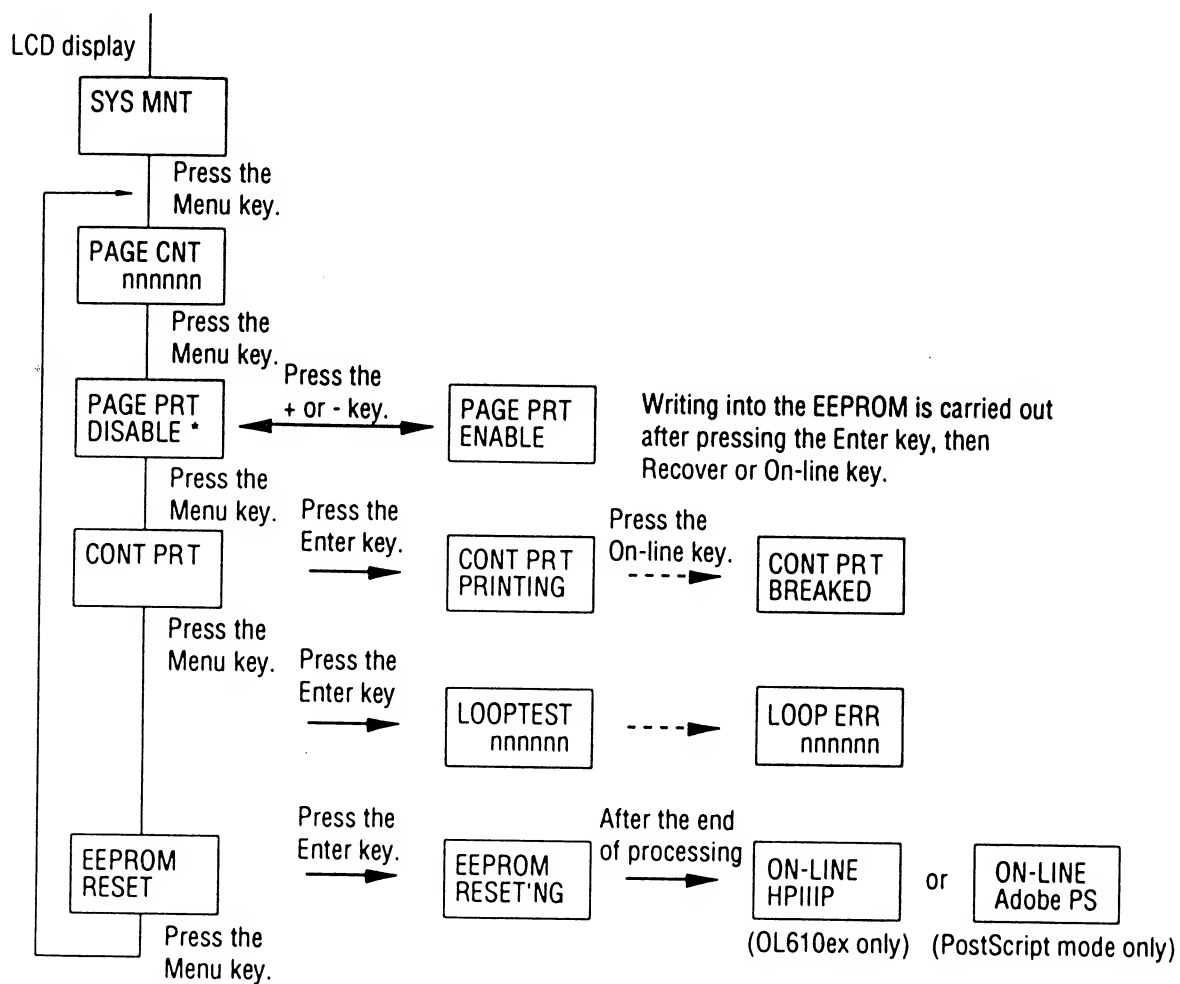 LCD display
SYS MNT
Press the
Menu key.
PAGE CNT
nnnnnn
Press the
Menu key.
PAGE PRT
DISABLE *
Press the
+ or - key.
PAGE PRT
ENABLE
Writing into the EEPROM is carried out
after pressing the Enter key, then
Recover or On-line key.
Press the
Menu key.
CONT PRT
Press the
Enter key.
CONT PRT
PRINTING
Press the
On-line key.
CONT PRT
BREAKED
Press the
Menu key.
Press the
Enter key
LOOPTEST
nnnnnn
LOOP ERR
nnnnnn
EEPROM
RESET
Press the
Enter key.
EEPROM
RESET'NG
After the end
of processing
ON-LINE
HPIIIP
(OL610ex only)
or
ON-LINE
Adobe PS
(PostScript mode only)
Press the
Menu key.